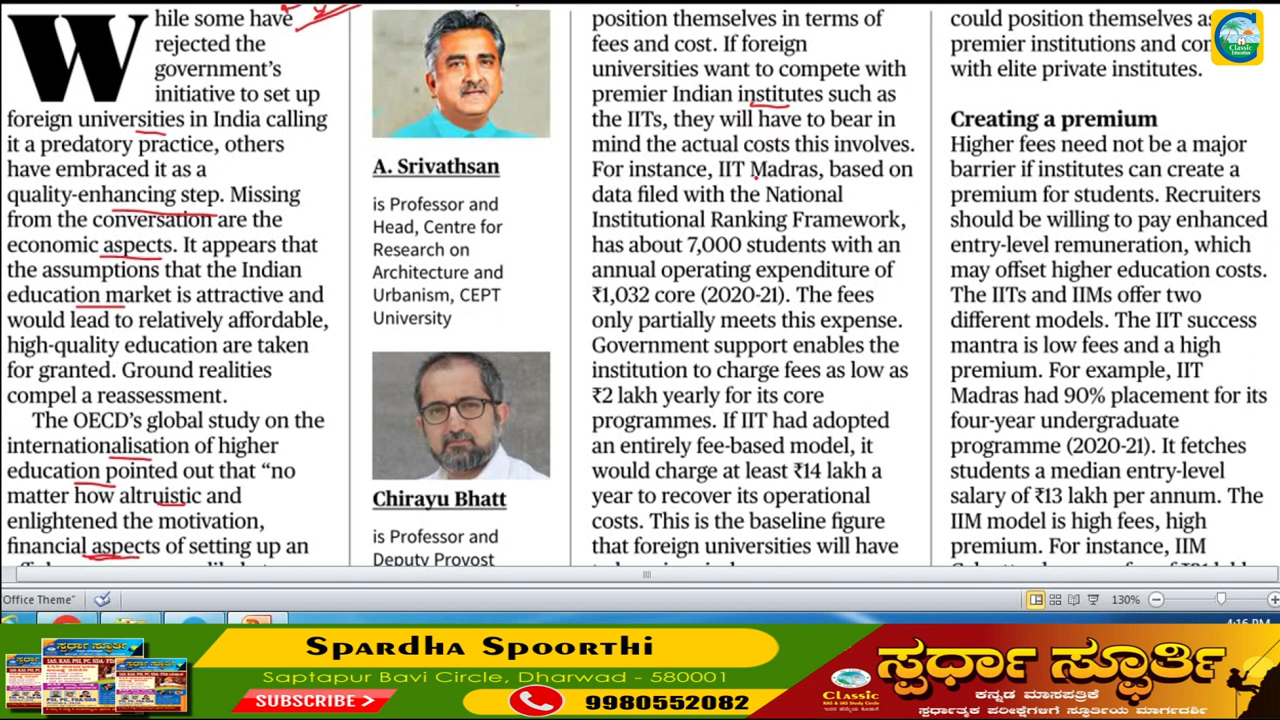 While some have
rejected the
government's
initiative to set up
foreign universities in India calling
it a predatory practice, others
have embraced it as a
quality-enhancing step. Missing
from the conversation are the
economic aspects. It appears that
the assumptions that the Indian
education market is attractive and
would lead to relatively affordable,
high-quality education are taken
for granted. Ground realities
compel a reassessment.
The OECD's global study on the
internationalisation of higher
education pointed out that “no
matter how altruistic and
enlightened the motivation,
financial aspects of setting up an
A. Srivathsan
is Professor and
Head, Centre for
Research on
Architecture and
Urbanism, CEPT
University
Chirayu Bhatt
is Professor and
Deputy Provost
position themselves in terms of
fees and cost. If foreign
universities want to compete with
premier Indian institutes such as
the IITs, they will have to bear in
mind the actual costs this involves.
For instance, IIT Madras, based on
data filed with the National
Institutional Ranking Framework,
has about 7,000 students with an
annual operating expenditure of
₹1,032 core (2020-21). The fees
only partially meets this expense.
Government support enables the
institution to charge fees as low as
₹2 lakh yearly for its core
programmes. If IIT had adopted
an entirely fee-based model, it
would charge at least ₹14 lakh a
year to recover its operational
costs. This is the baseline figure
that foreign universities will have
could position themselves as
premier institutions and
with elite private institutes.
Creating a premium
Higher fees need not be a major
barrier if institutes can create a
premium for students. Recruiters
should be willing to pay enhanced
entry-level remuneration, which
may offset higher education costs.
The IITs and IIMs offer two
different models. The IIT success
mantra is low fees and a high
premium. For example, IIT
Madras had 90% placement for its
four-year undergraduate
programme (2020-21). It fetches
students a median entry-level
salary of ₹13 lakh per annum. The
IIM model is high fees, high
premium. For instance, IIM
Classic
Education
"Office Theme"
130%
4:16 PM
Spardha Spoorthi
Saptapur Bavi Circle, Dharwad - 580001
SUBSCRIBE
9980552082
ಸ್ಪರ್ಧಾ ಸ್ಫೂರ್ತಿ
ಕನ್ನಡ ಮಾಸಪತ್ರಿಕೆ
ಸ್ಪರ್ಧಾತ್ಮಕ ಪರೀಕ್ಷೆಗಳಿಗೆ ಸ್ಫೂರ್ತಿಯ ಮಾರ್ಗದರ್ಶಿ
Classic
KAS & IAS Study Circle